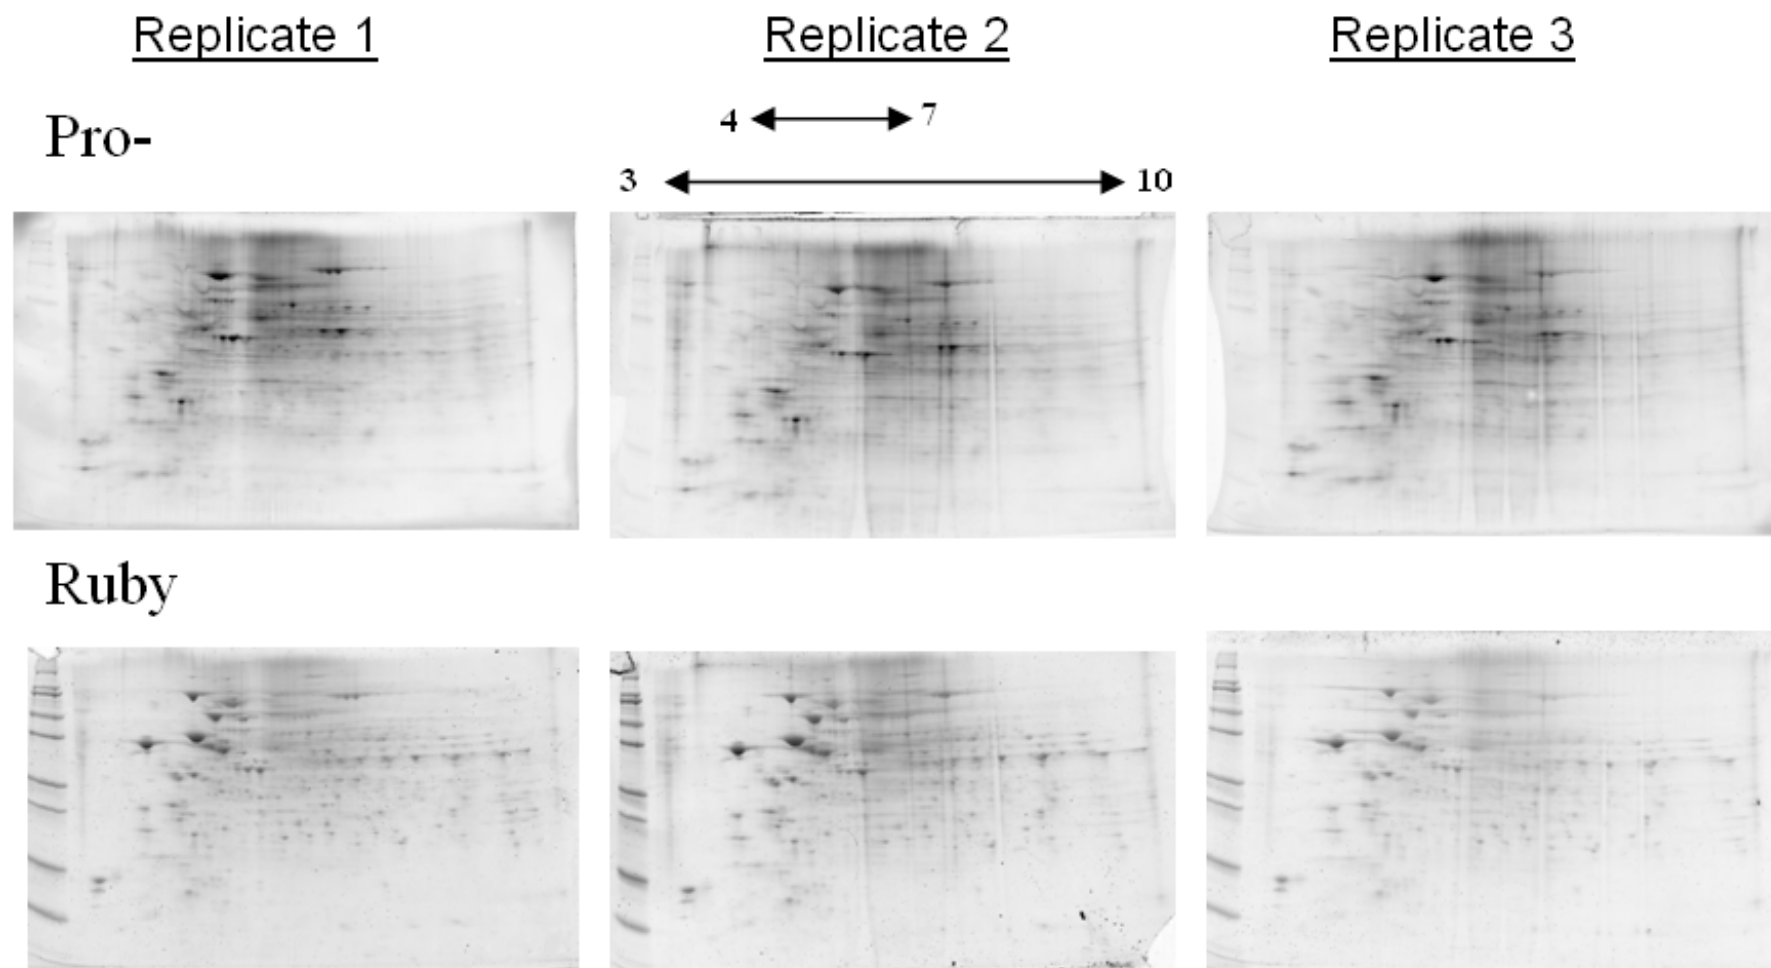 Replicate 1
Replicate 2
Replicate 3
4
7
Pro-
3
10
Ruby